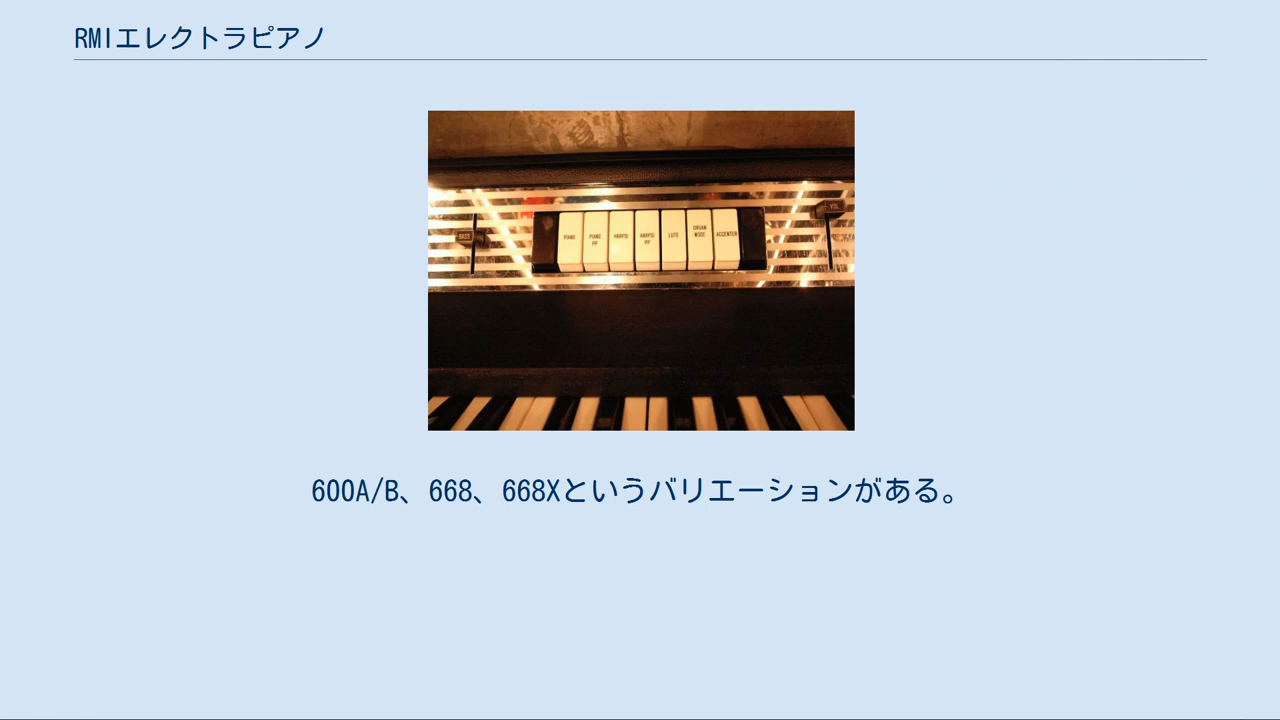 RMIエレクトラピアノ
BASS
PIANO
PIANO PP
HARPSI
HARPSI PP
LUTE
ORGAN MODE
ACCENTER
VOL
600A/B、668、668Xというバリエーションがある。